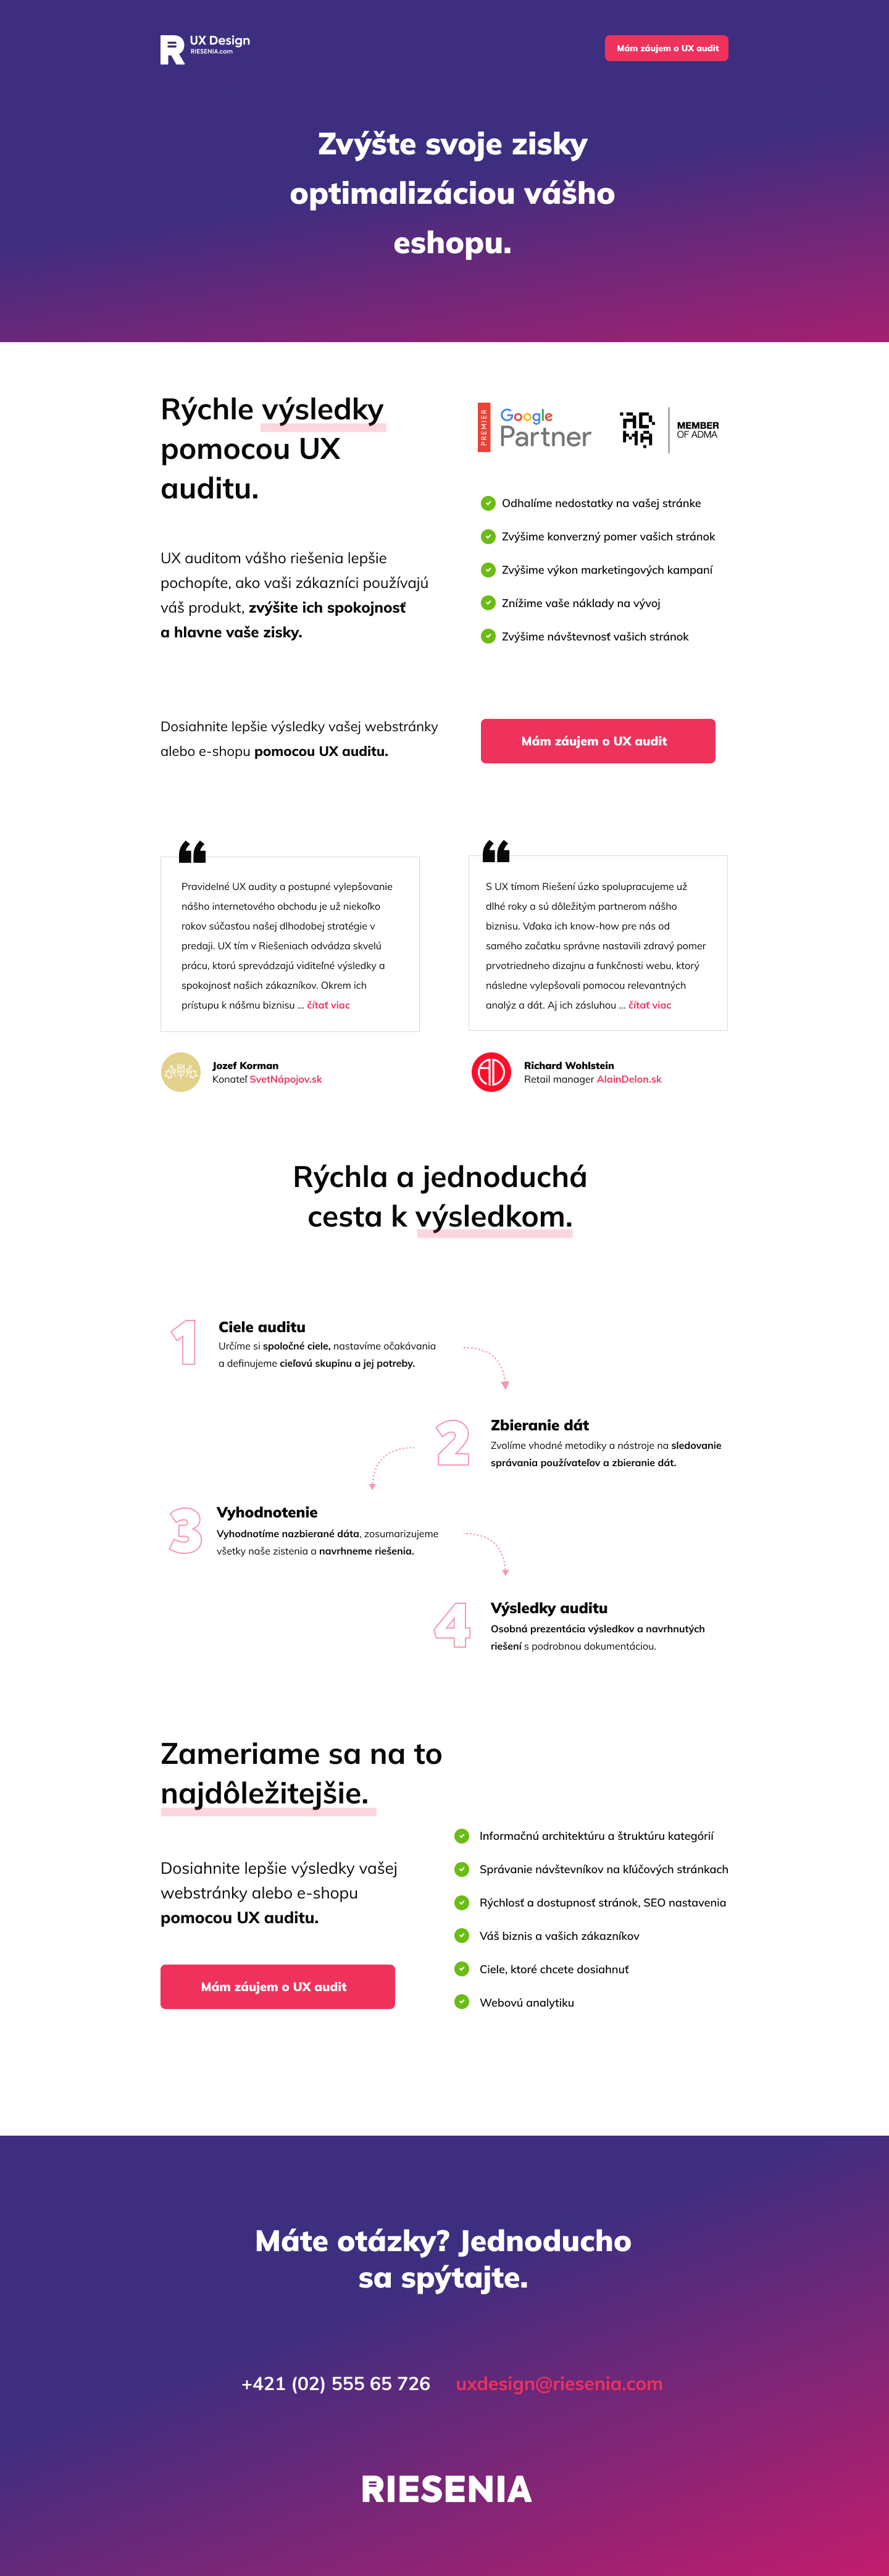 UX Design
RIESENIA.com
Mám záujem o UX audit
Zvýšte svoje zisky
optimalizáciou vášho
eshopu.
Rýchle výsledky
pomocou UX
auditu.
UX auditom vášho riešenia lepšie
pochopíte, ako vaši zákazníci používajú
váš produkt, zvýšite ich spokojnosť
a hlavne vaše zisky.
PREMIER
Google
Partner
ADMA
MEMBER
OF ADMA
Odhalíme nedostatky na vašej stránke
Zvýšime konverzný pomer vašich stránok
Zvýšime výkon marketingových kampaní
Znížime vaše náklady na vývoj
Zvýšime návštevnosť vašich stránok
Dosiahnite lepšie výsledky vašej webstránky
alebo e-shopu pomocou UX auditu.
Mám záujem o UX audit
Pravidelné UX audity a postupné vylepšovanie
nášho internetového obchodu je už niekoľko
rokov súčasťou našej dlhodobej stratégie v
predaji. UX tím v Riešeniach odvádza skvelú
prácu, ktorú sprevádzajú viditeľné výsledky a
spokojnosť našich zákazníkov. Okrem ich
prístupu k nášmu biznisu ... čítať viac
Jozef Korman
Konateľ SvetNápojov.sk
S UX tímom Riešení úzko spolupracujeme už
dlhé roky a sú dôležitým partnerom nášho
biznisu. Vďaka ich know-how pre nás od
samého začatku správne nastavili zdravý pomer
prvotriedneho dizajnu a funkčnosti webu, ktorý
následne vylepšovali pomocou relevantných
analýz a dát. Aj ich zásluhou ... čítať viac
Richard Wohlstein
Retail manager AlainDelon.sk
Rýchla a jednoduchá
cesta k výsledkom.
1
Ciele auditu
Určíme si spoločné ciele, nastavíme očakávania
a definujeme cieľovú skupinu a jej potreby.
2
Zbieranie dát
Zvolíme vhodné metodiky a nástroje na sledovanie
správania používateľov a zbieranie dát.
3
Vyhodnotenie
Vyhodnotíme nazbierané dáta, zosumarizujeme
všetky naše zistenia a navrhneme riešenia.
4
Výsledky auditu
Osobná prezentácia výsledkov a navrhnutých
riešení s podrobnou dokumentáciou.
Zameriame sa na to
najdôležitejšie.
Dosiahnite lepšie výsledky vašej
webstránky alebo e-shopu
pomocou UX auditu.
Mám záujem o UX audit
Informačnú architektúru a štruktúru kategórií
Správanie návštevníkov na kľúčových stránkach
Rýchlosť a dostupnosť stránok, SEO nastavenia
Váš biznis a vašich zákazníkov
Ciele, ktoré chcete dosiahnuť
Webovú analytiku
Máte otázky? Jednoducho
sa spýtajte.
+421 (02) 555 65 726
uxdesign@riesenia.com
RIESENIA